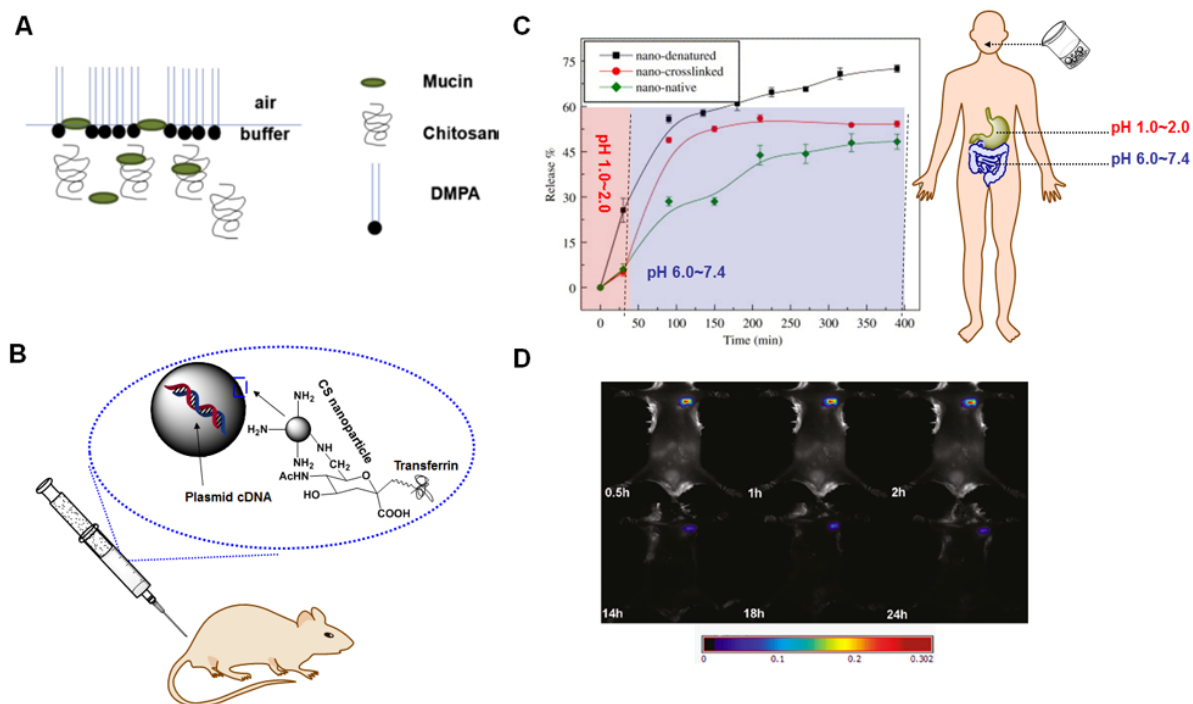 A
Mucin
air
buffer
Chitosan
DMPA
B
NH2
CS nanoparticle
H2N
NH
NH2
CH2
AcHN
O
Transferrin
HO
COOH
Plasmid cDNA
C
nano-denatured
nano-crosslinked
nano-native
75
60
45
30
15
0
Release %
pH 1.0~2.0
pH 6.0~7.4
0
50
100
150
200
250
300
350
400
Time (min)
pH 1.0~2.0
pH 6.0~7.4
D
0.5h
1h
2h
14h
18h
24h
0
0.1
0.2
0.302